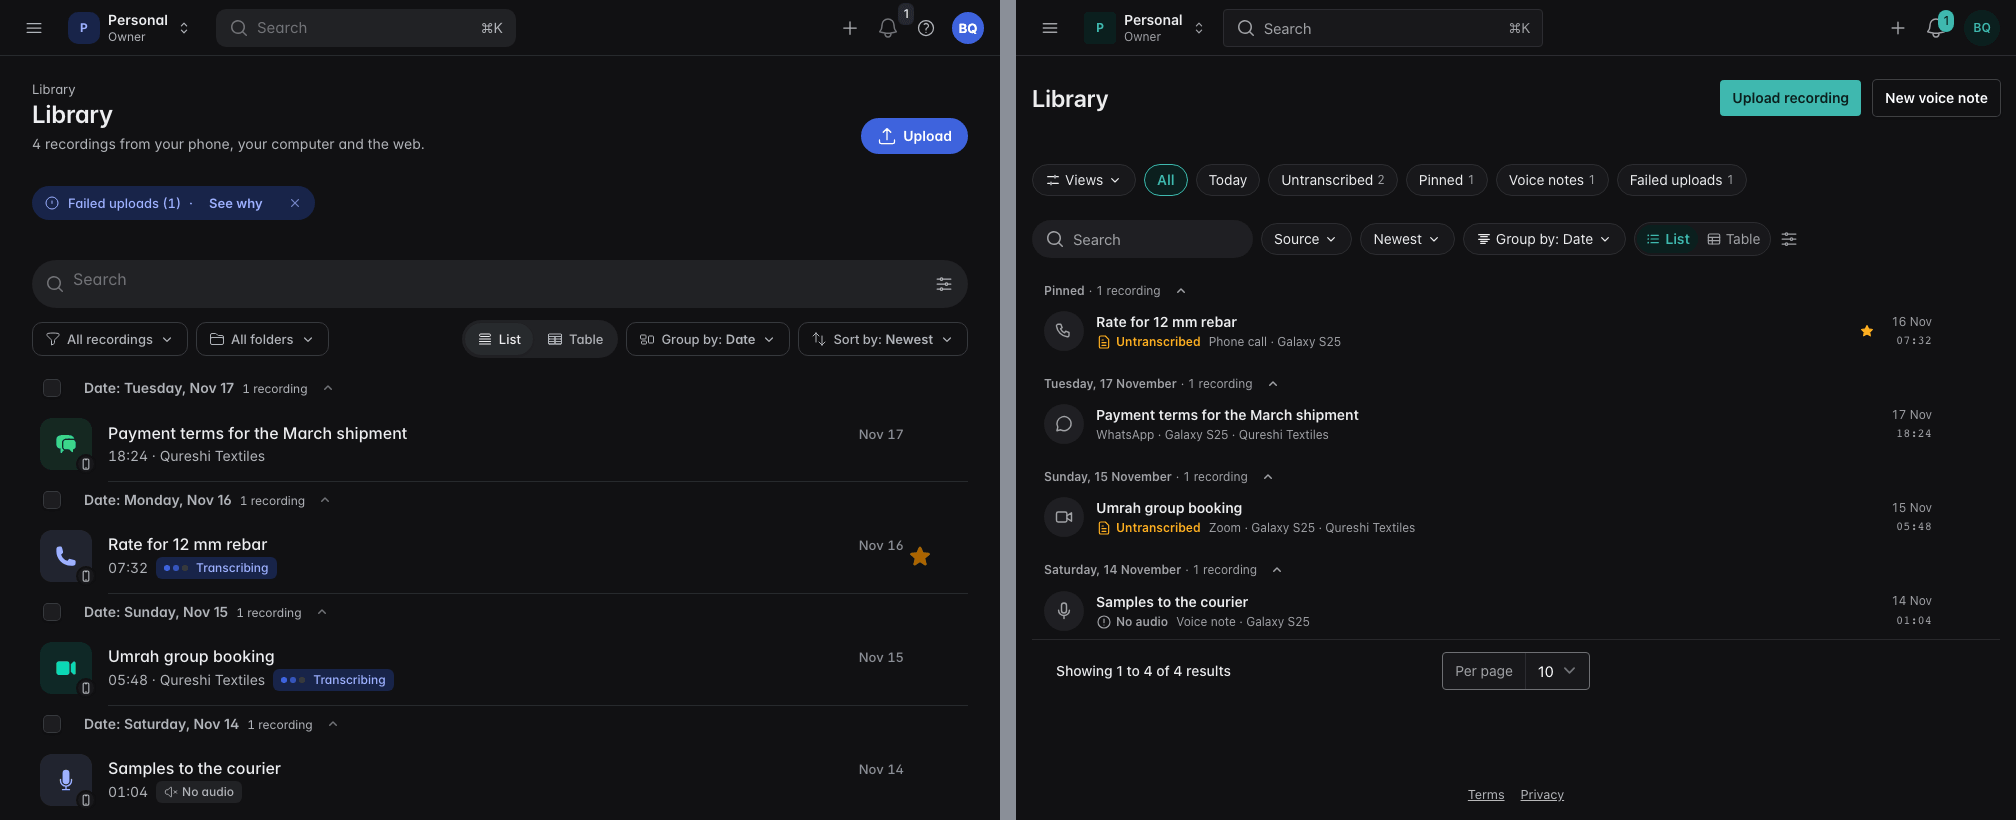 P
Personal
Owner
Search
⌘K
1
BQ
Library
Library
4 recordings from your phone, your computer and the web.
Upload
Failed uploads (1) · See why
Search
All recordings
All folders
List
Table
Group by: Date
Sort by: Newest
Date: Tuesday, Nov 17 1 recording
Payment terms for the March shipment
Nov 17
18:24 · Qureshi Textiles
Date: Monday, Nov 16 1 recording
Rate for 12 mm rebar
Nov 16
07:32 Transcribing
Date: Sunday, Nov 15 1 recording
Umrah group booking
Nov 15
05:48 · Qureshi Textiles Transcribing
Date: Saturday, Nov 14 1 recording
Samples to the courier
Nov 14
01:04 No audio
P
Personal
Owner
Search
⌘K
1
BQ
Library
Upload recording
New voice note
Views
All
Today
Untranscribed 2
Pinned 1
Voice notes 1
Failed uploads 1
Search
Source
Newest
Group by: Date
List
Table
Pinned · 1 recording
Rate for 12 mm rebar
16 Nov
Untranscribed Phone call · Galaxy S25
07:32
Tuesday, 17 November · 1 recording
Payment terms for the March shipment
17 Nov
WhatsApp · Galaxy S25 · Qureshi Textiles
18:24
Sunday, 15 November · 1 recording
Umrah group booking
15 Nov
Untranscribed Zoom · Galaxy S25 · Qureshi Textiles
05:48
Saturday, 14 November · 1 recording
Samples to the courier
14 Nov
No audio Voice note · Galaxy S25
01:04
Showing 1 to 4 of 4 results
Per page 10
Terms Privacy